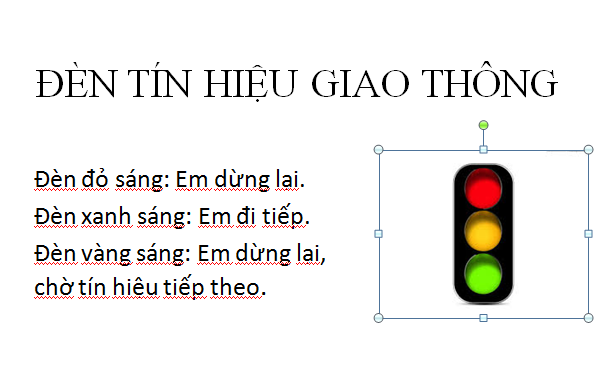 ĐÈN TÍN HIỆU GIAO THÔNG
Đèn đỏ sáng: Em dừng lại.
Đèn xanh sáng: Em đi tiếp.
Đèn vàng sáng: Em dừng lại,
chờ tín hiệu tiếp theo.